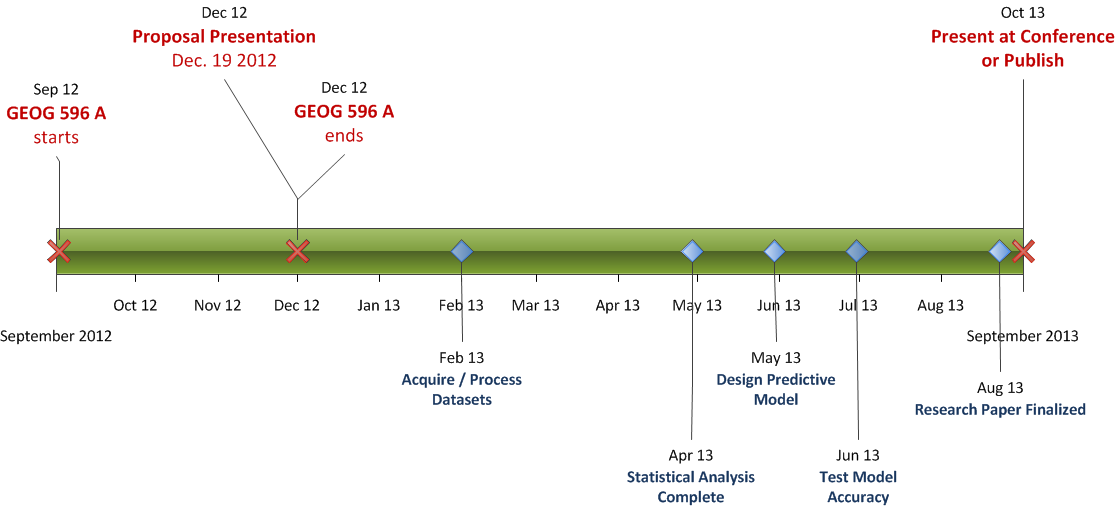 Dec 12
Proposal Presentation
Dec. 19 2012
Oct 13
Present at Conference
or Publish
Sep 12
GEOG 596 A
starts
Dec 12
GEOG 596 A
ends
Oct 12
Nov 12
Dec 12
Jan 13
Feb 13
Mar 13
Apr 13
May 13
Jun 13
Jul 13
Aug 13
September 2012
September 2013
Feb 13
Acquire / Process
Datasets
May 13
Design Predictive
Model
Aug 13
Research Paper Finalized
Apr 13
Statistical Analysis
Complete
Jun 13
Test Model
Accuracy